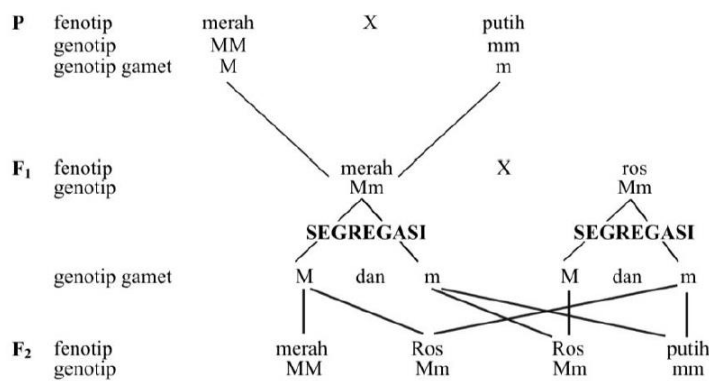 P fenotip merah X putih
genotip MM mm
genotip gamet M m
F₁ fenotip merah X ros
genotip Mm Mm
SEGREGASI SEGREGASI
genotip gamet M dan m M dan m
F₂ fenotip merah Ros Ros putih
genotip MM Mm Mm mm